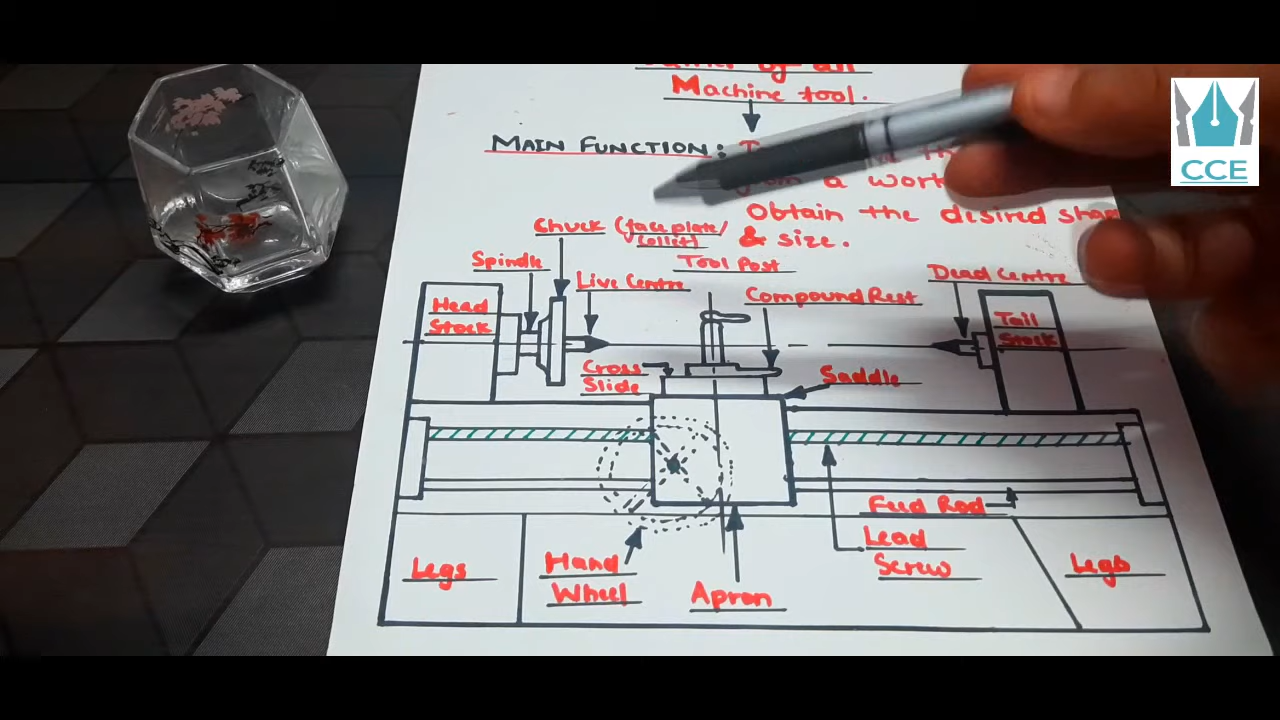 Machine tool.
MAIN FUNCTION:
from a work
Obtain the desired
& size.
Chuck (face plate/
collet)
Tool Post
Spindle
Live Centre
Compound Rest
Dead Centre
Head
Stock
Tail
Stock
Cross
Slide
Saddle
Feed Rod
Lead
Screw
Hand
Wheel
Apron
Legs
Legs
CCE